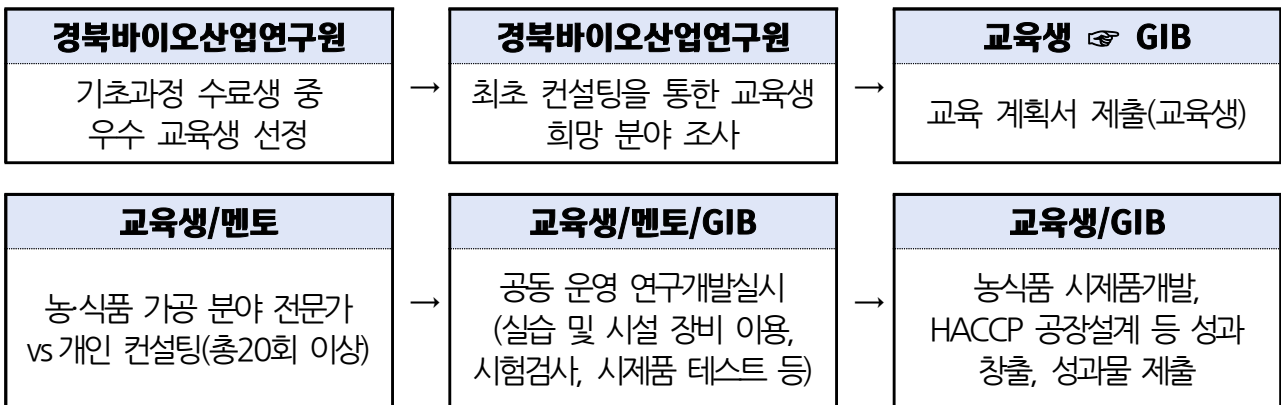 경북바이오산업연구원
기초과정 수료생 중
우수 교육생 선정
→
경북바이오산업연구원
최초 컨설팅을 통한 교육생
희망 분야 조사
→
교육생 ☞ GIB
교육 계획서 제출(교육생)
교육생/멘토
농·식품 가공 분야 전문가
vs 개인 컨설팅(총20회 이상)
→
교육생/멘토/GIB
공동 운영 연구개발실시
(실습 및 시설 장비 이용,
시험검사, 시제품 테스트 등)
→
교육생/GIB
농식품 시제품개발,
HACCP 공장설계 등 성과
창출, 성과물 제출